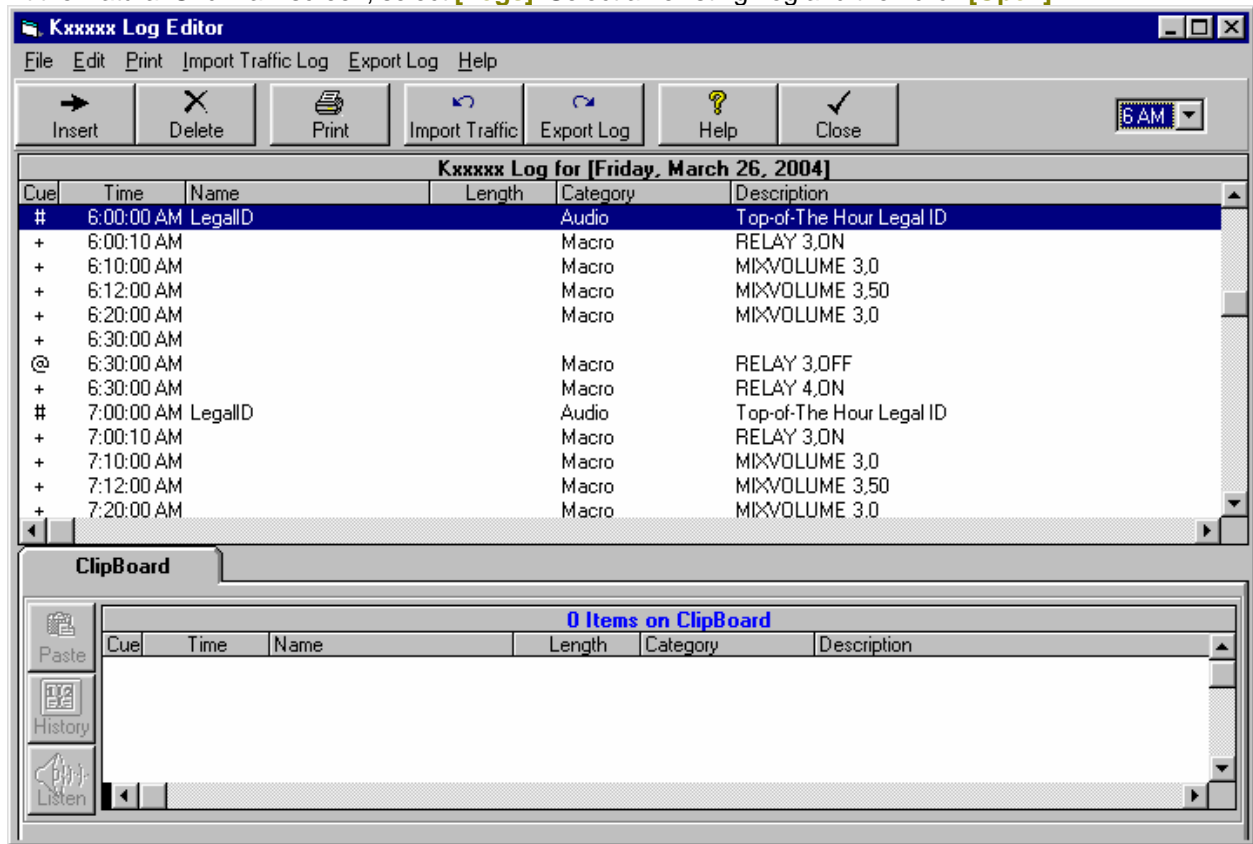 Kxxxxx Log Editor
File Edit Print Import Traffic Log Export Log Help
Insert Delete Print Import Traffic Export Log Help Close 6 AM
Kxxxxx Log for [Friday, March 26, 2004]
Cue Time Name Length Category Description
# 6:00:00 AM LegalID Audio Top-of-The Hour Legal ID
+ 6:00:10 AM Macro RELAY 3,ON
+ 6:10:00 AM Macro MIXVOLUME 3,0
+ 6:12:00 AM Macro MIXVOLUME 3,50
+ 6:20:00 AM Macro MIXVOLUME 3,0
+ 6:30:00 AM
@ 6:30:00 AM Macro RELAY 3,OFF
+ 6:30:00 AM Macro RELAY 4,ON
# 7:00:00 AM LegalID Audio Top-of-The Hour Legal ID
+ 7:00:10 AM Macro RELAY 3,ON
+ 7:10:00 AM Macro MIXVOLUME 3,0
+ 7:12:00 AM Macro MIXVOLUME 3,50
+ 7:20:00 AM Macro MIXVOLUME 3.0
ClipBoard
0 Items on ClipBoard
Paste
Cue Time Name Length Category Description
History
Listen